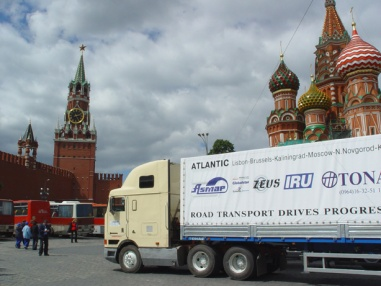 ATLANTIC Lisbon-Brussels-Kaliningrad-Moscow-N Novgorod-K
ASMAP ZEUS IRU TONA
ROAD TRANSPORT DRIVES PROGRES